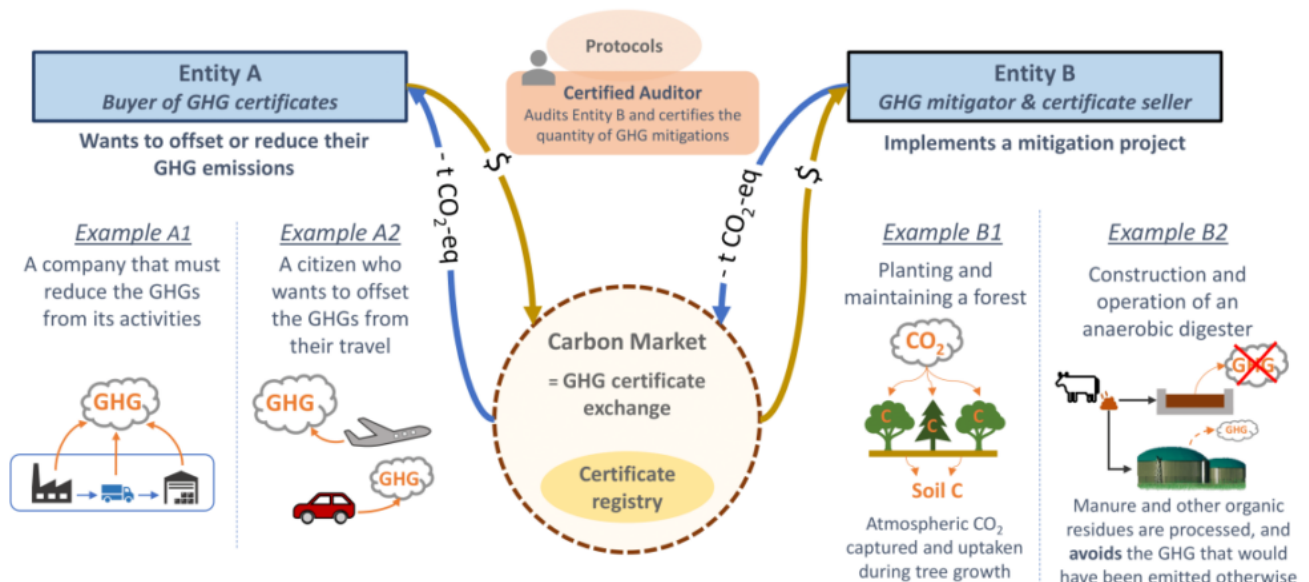 Protocols
Certified Auditor
Audits Entity B and certifies the
quantity of GHG mitigations
Entity A
Buyer of GHG certificates
Wants to offset or reduce their
GHG emissions
Example A1
A company that must
reduce the GHGs
from its activities
GHG
Example A2
A citizen who
wants to offset
the GHGs from
their travel
GHG
GHG
- t CO₂-eq
$
Carbon Market
= GHG certificate
exchange
Certificate
registry
- t CO₂-eq
$
Entity B
GHG mitigator & certificate seller
Implements a mitigation project
Example B1
Planting and
maintaining a forest
CO₂
C
C
C
Soil C
Atmospheric CO₂
captured and uptaken
during tree growth
Example B2
Construction and
operation of an
anaerobic digester
GHG
GHG
Manure and other organic
residues are processed, and
avoids the GHG that would
have been emitted otherwise